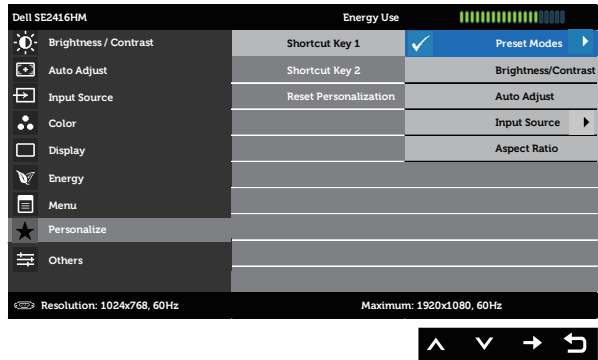 Dell SE2416HM Energy Use
Brightness / Contrast Shortcut Key 1 Preset Modes
Auto Adjust Shortcut Key 2 Brightness/Contrast
Input Source Reset Personalization Auto Adjust
Color Input Source
Display Aspect Ratio
Energy
Menu
Personalize
Others
Resolution: 1024x768, 60Hz Maximum: 1920x1080, 60Hz